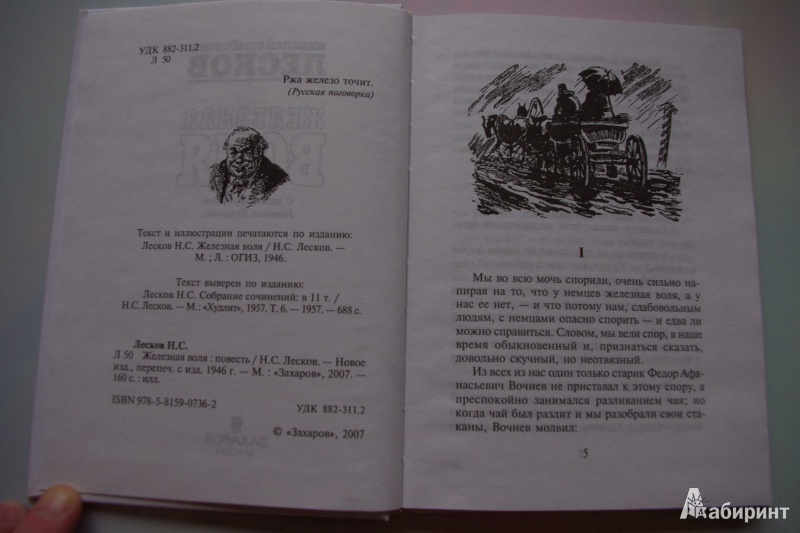 УДК 882-311.2
Л 50
Ржа железо точит.
(Русская поговорка)
Текст и иллюстрации печатаются по изданию:
Лесков Н.С. Железная воля / Н.С. Лесков. —
М.; Л. : ОГИЗ, 1946.
Текст выверен по изданию:
Лесков Н.С. Собрание сочинений: в 11 т. /
Н.С. Лесков. – М.: «Худлит», 1957. Т. 6. – 1957. – 688 с.
Лесков Н.С.
Л 50 Железная воля : повесть / Н.С. Лесков. — Новое
изд., перепеч. с изд. 1946 г. – М. : «Захаров», 2007. —
160 с. : илл.
ISBN 978-5-8159-0736-2
УДК 882-311.2
© «Захаров», 2007
I
Мы во всю мочь спорили, очень сильно на-
пирая на то, что у немцев железная воля, а у
нас ее нет, — и что потому нам, слабовольным
людям, с немцами опасно спорить — и едва ли
можно справиться. Словом, мы вели спор, в наше
время обыкновенный и, признаться сказать,
довольно скучный, но неотвязный.
Из всех из нас один только старик Федор Афа-
насьевич Вочнев не приставал к этому спору, а
преспокойно занимался разливанием чая; но
когда чай был разлит и мы разобрали свои ста-
каны, Вочнев молвил:
5
Лабиринт